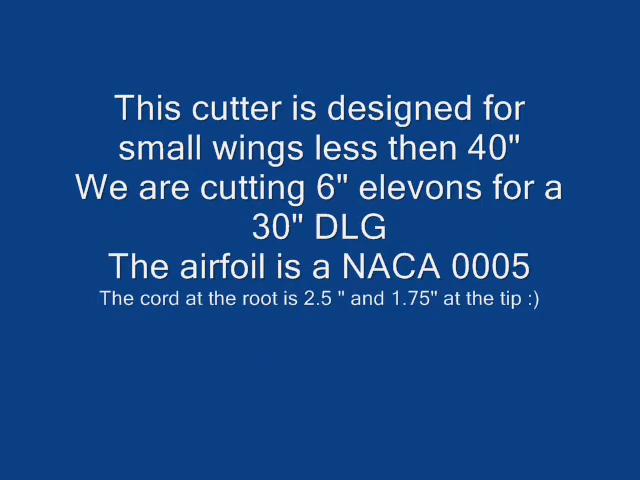 This cutter is designed for
small wings less then 40"
We are cutting 6" elevons for a
30" DLG
The airfoil is a NACA 0005
The cord at the root is 2.5 " and 1.75" at the tip :)